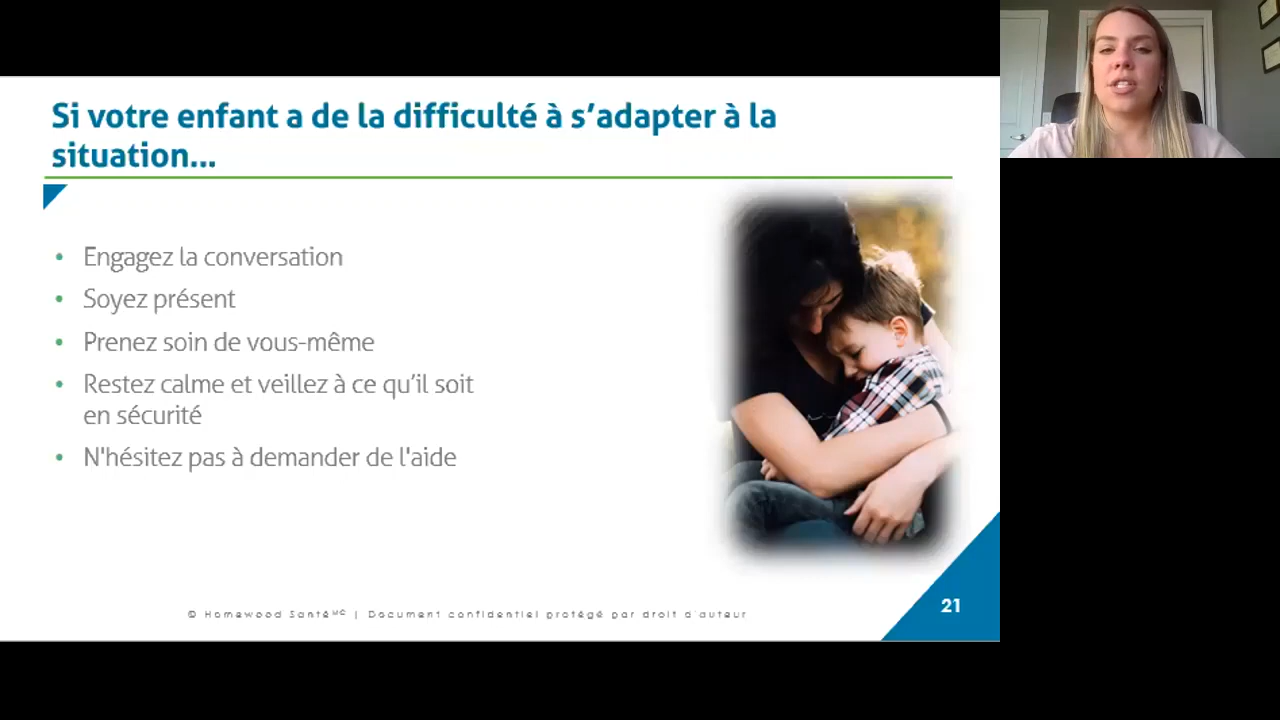 Si votre enfant a de la difficulté à s’adapter à la
situation...
• Engagez la conversation
• Soyez présent
• Prenez soin de vous-même
• Restez calme et veillez à ce qu’il soit
en sécurité
• N'hésitez pas à demander de l'aide
© Homewood Santé ᴹᶜ | Document confidentiel protégé par droit d'auteur
21